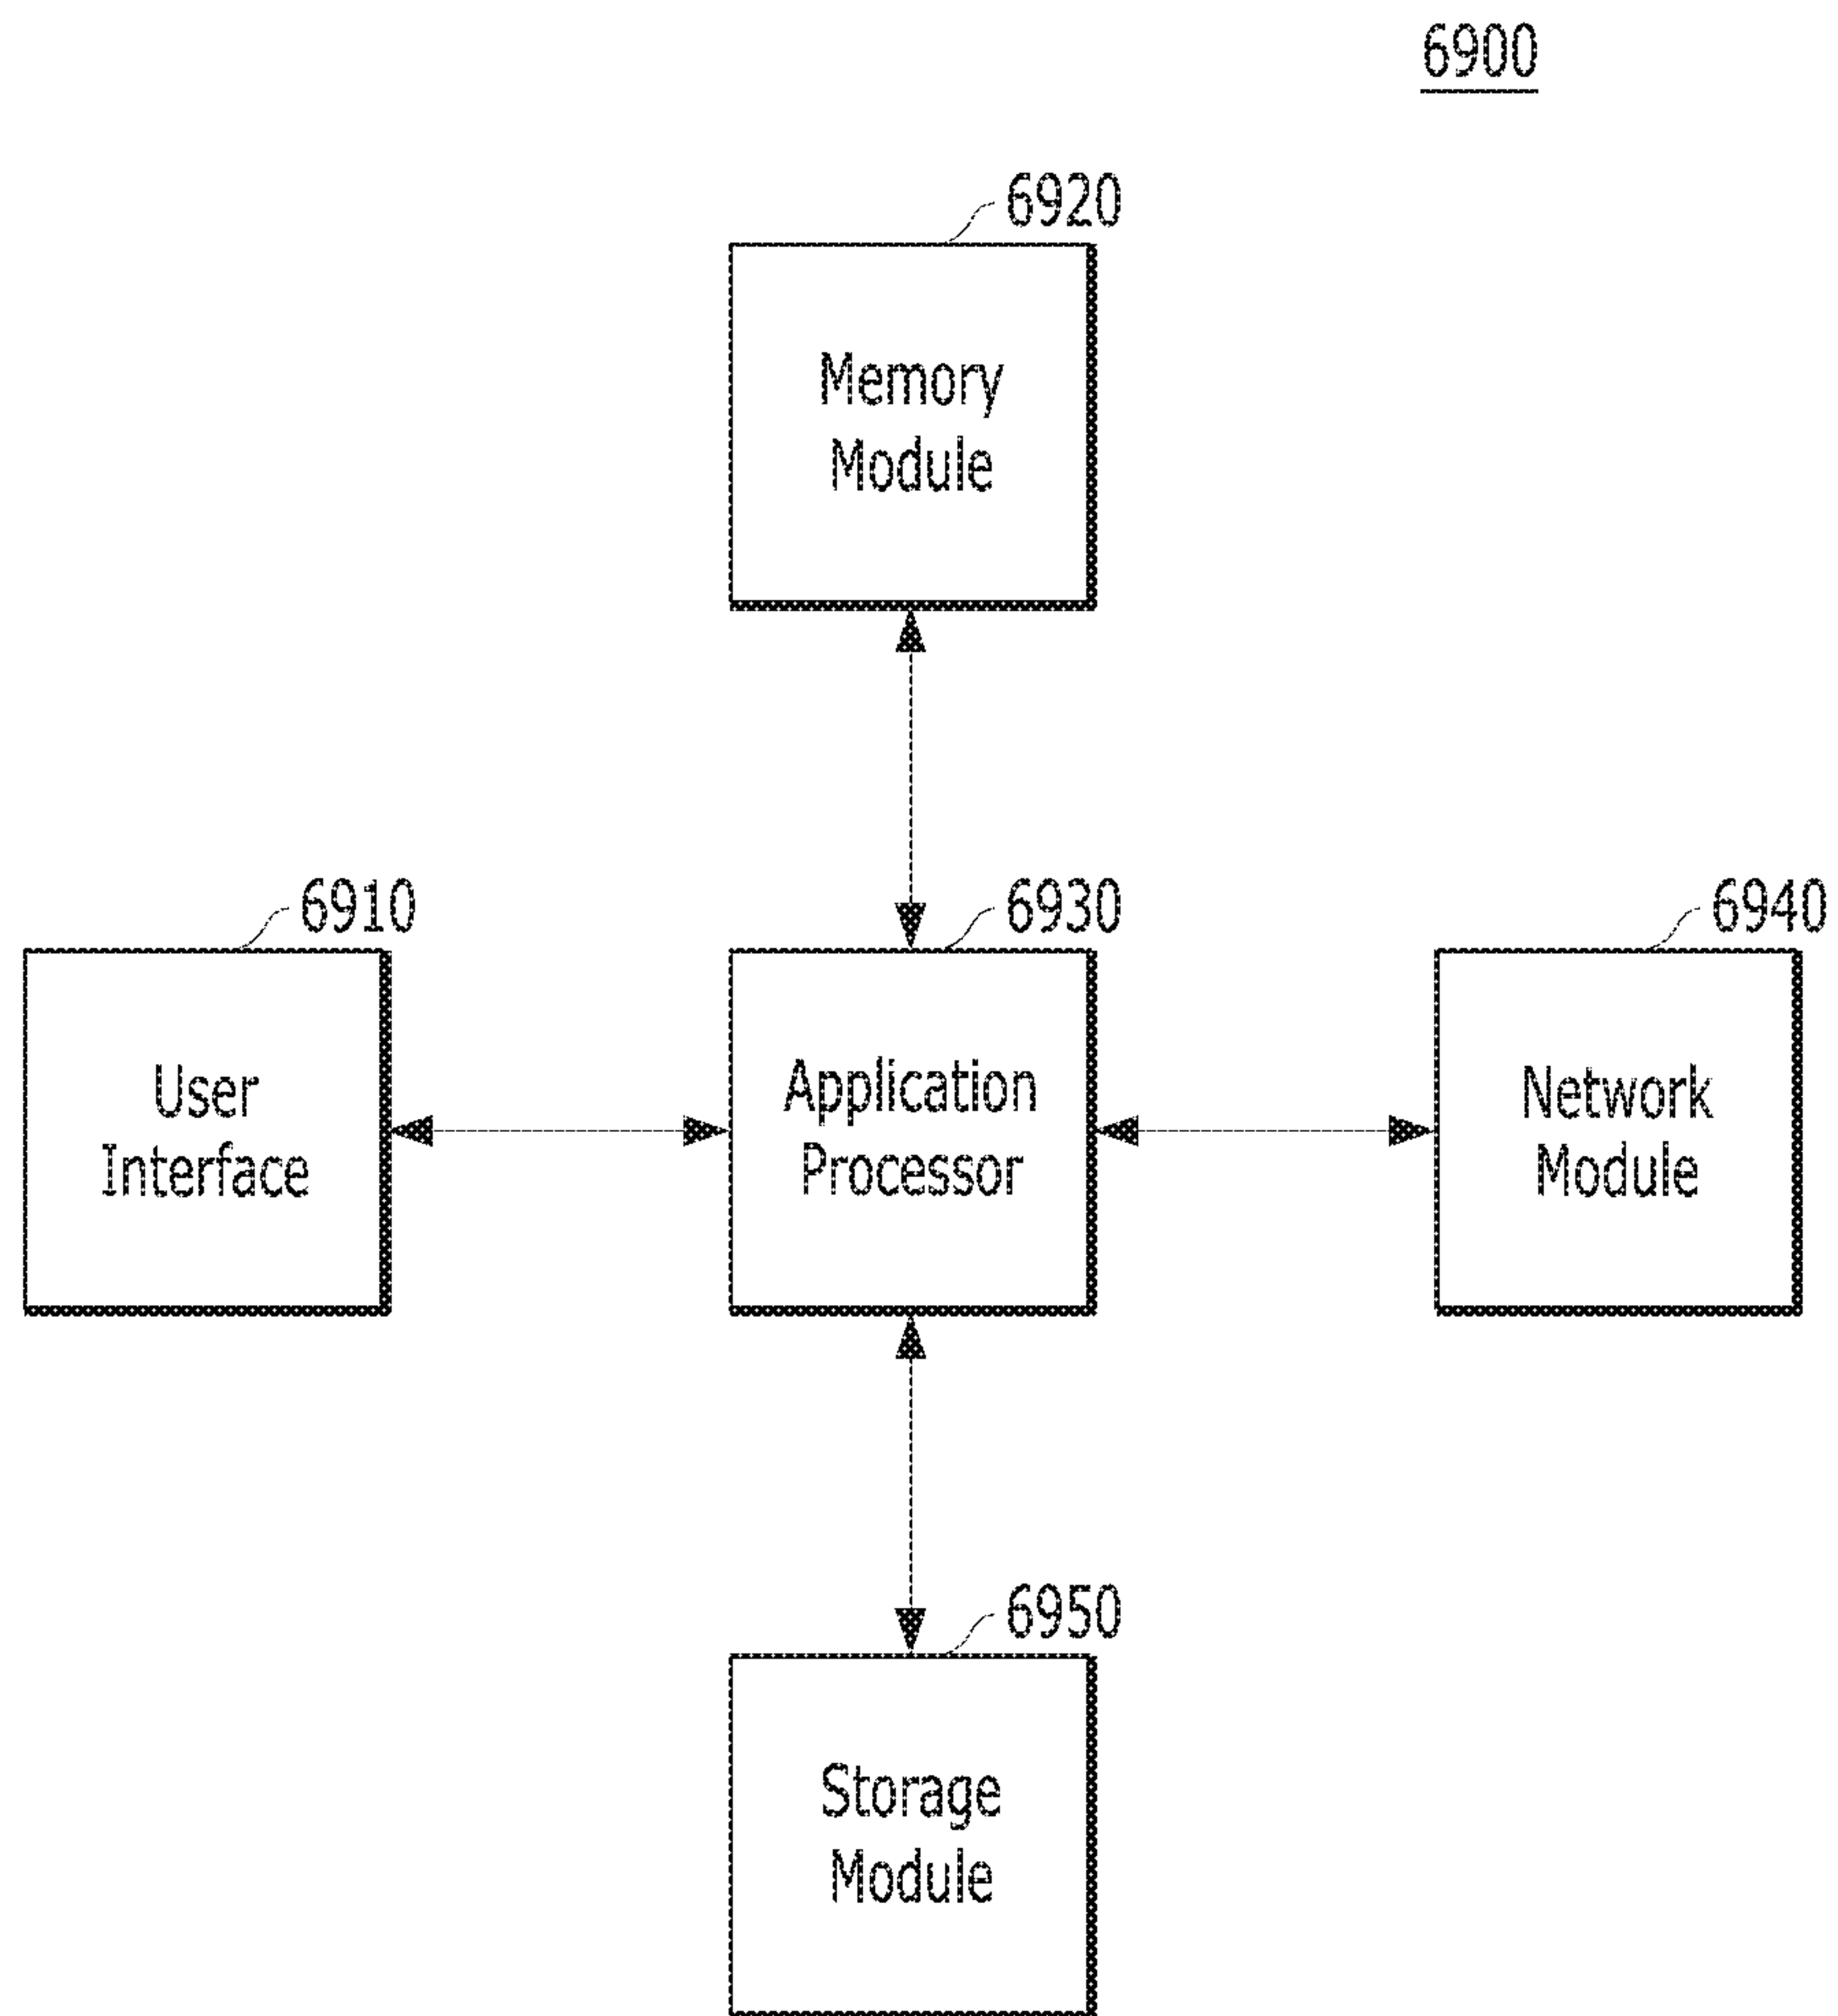 6900
6920
Memory
Module
6910
6930
6940
User
Interface
Application
Processor
Network
Module
6950
Storage
Module